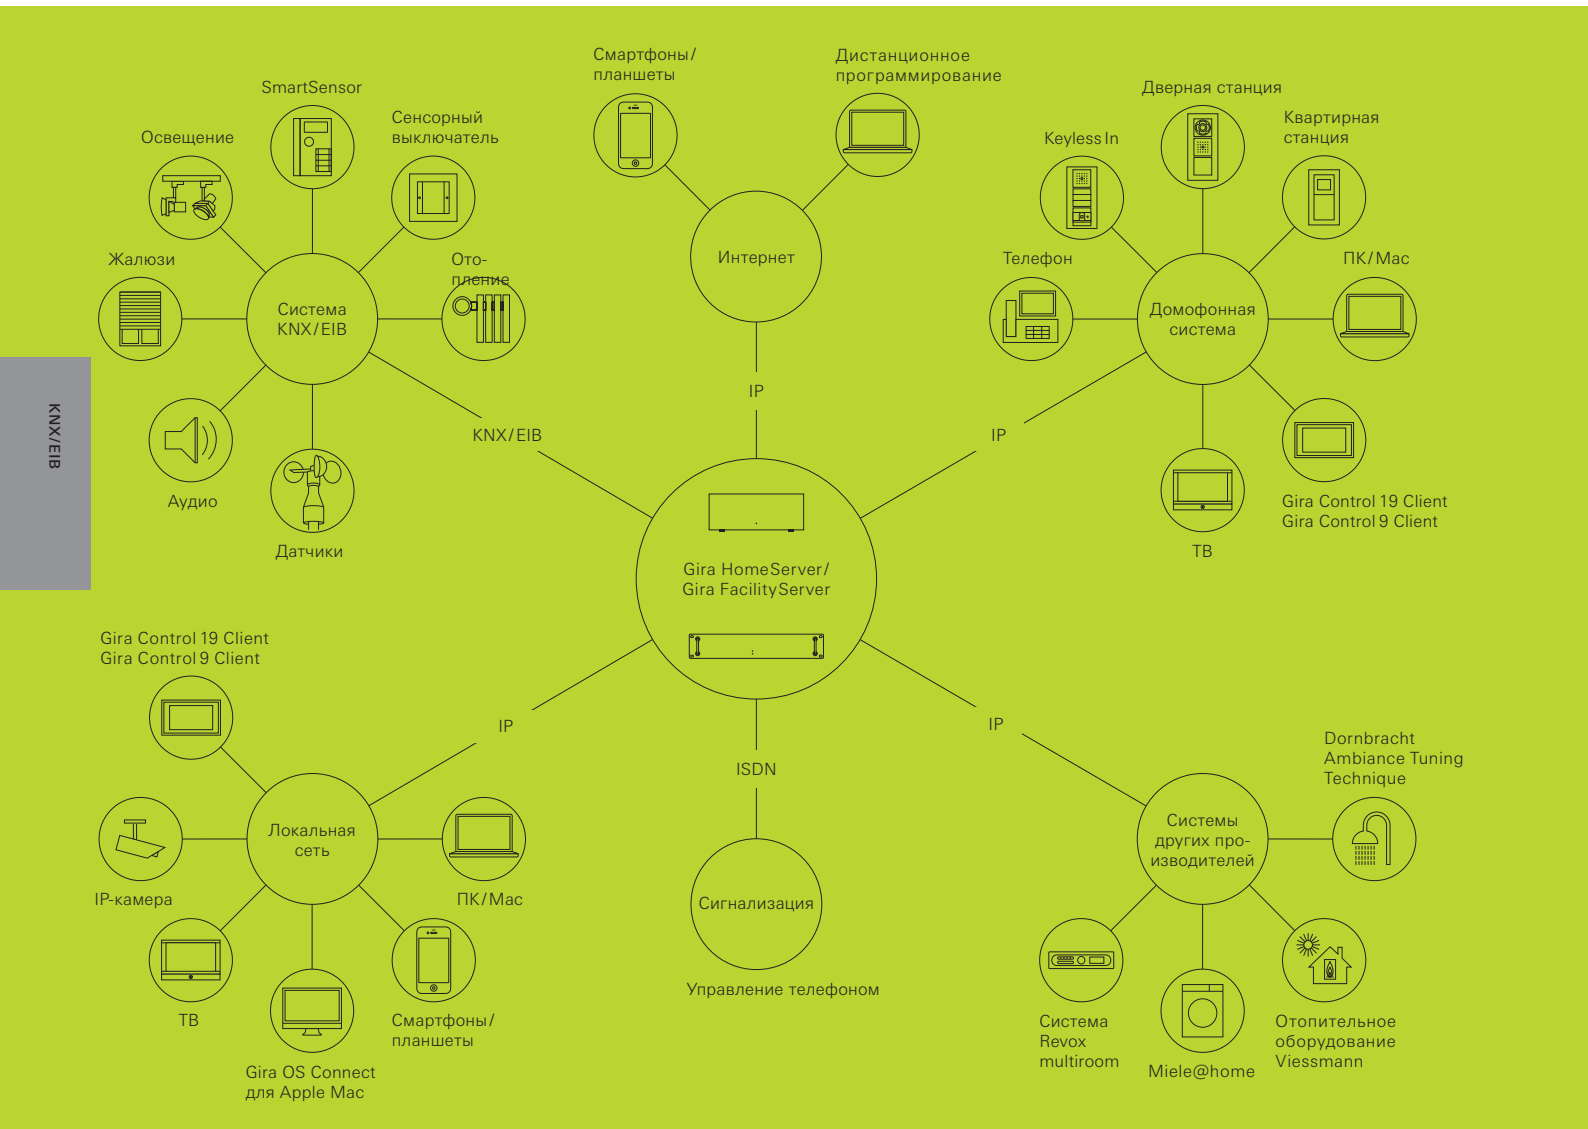 KNX/EIB
SmartSensor
Освещение
Сенсорный
выключатель
Жалюзи
Ото-
пление
Система
KNX/EIB
Аудио
Датчики
KNX/EIB
Смартфоны/
планшеты
Дистанционное
программирование
Интернет
IP
Дверная станция
Keyless In
Квартирная
станция
Телефон
ПК/Mac
Домофонная
система
IP
Gira Control 19 Client
Gira Control 9 Client
ТВ
Gira HomeServer/
Gira FacilityServer
Gira Control 19 Client
Gira Control 9 Client
IP
Локальная
сеть
IP-камера
ПК/Mac
ТВ
Смартфоны/
планшеты
Gira OS Connect
для Apple Mac
ISDN
Сигнализация
Управление телефоном
IP
Dornbracht
Ambiance Tuning
Technique
Системы
других про-
изводителей
Система
Revox
multiroom
Miele@home
Отопительное
оборудование
Viessmann